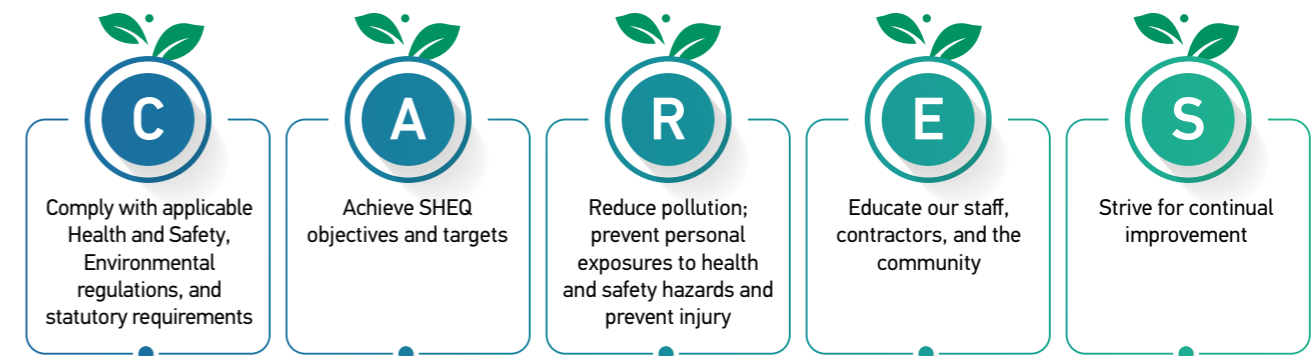 C
Comply with applicable
Health and Safety,
Environmental
regulations, and
statutory requirements
A
Achieve SHEQ
objectives and targets
R
Reduce pollution;
prevent personal
exposures to health
and safety hazards and
prevent injury
E
Educate our staff,
contractors, and the
community
S
Strive for continual
improvement